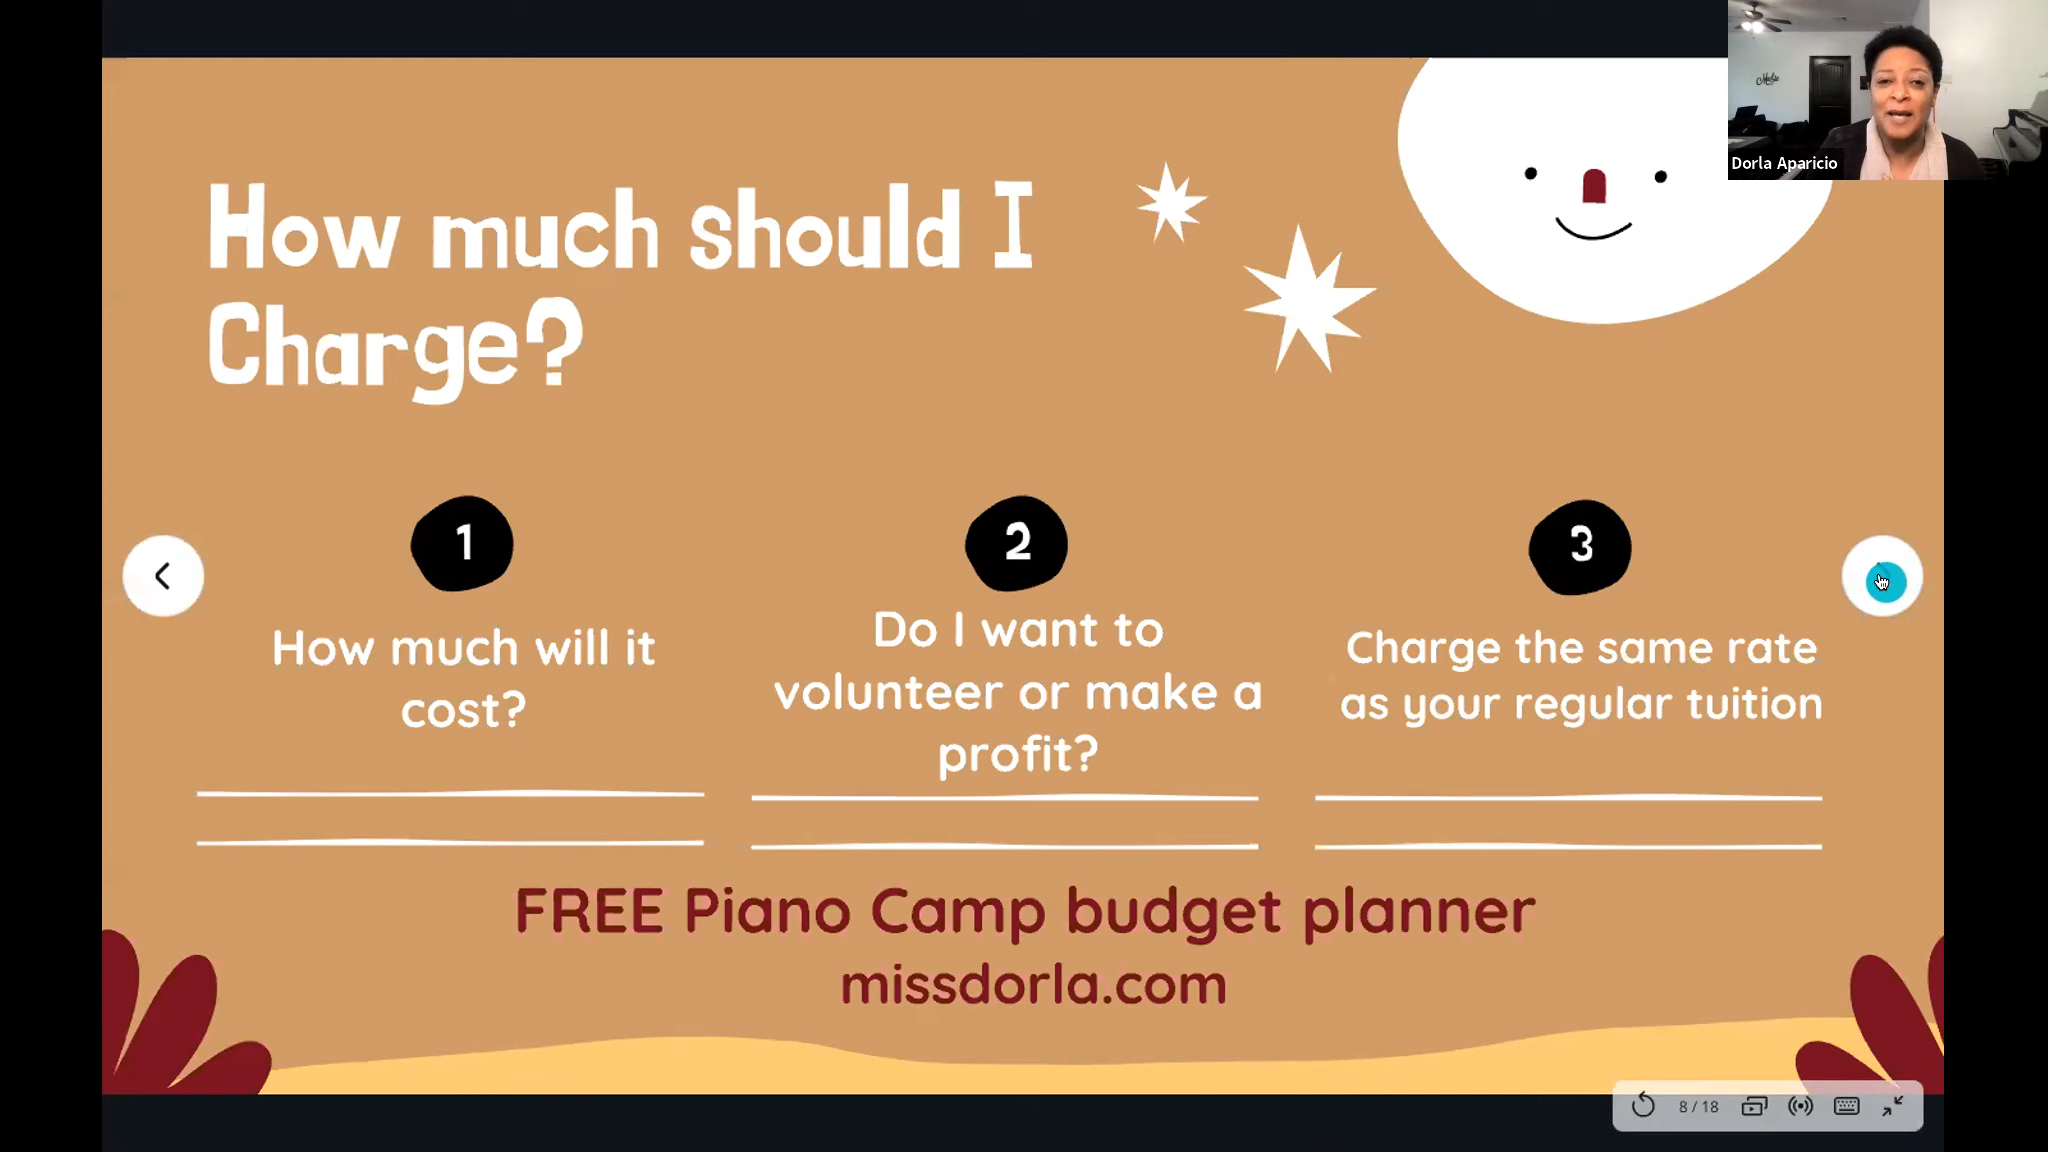 How much should I
Charge?
1
How much will it
cost?
2
Do I want to
volunteer or make a
profit?
3
Charge the same rate
as your regular tuition
FREE Piano Camp budget planner
missdorla.com
Dorla Aparicio
8 / 18